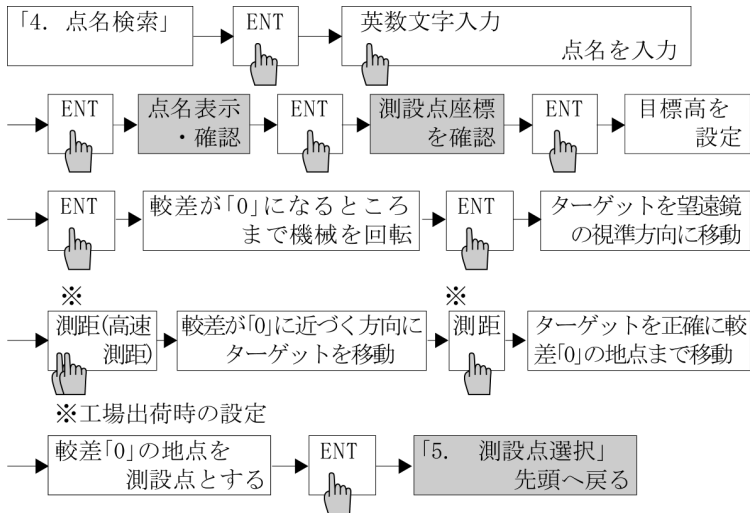 「4. 点名検索」
ENT
英数文字入力
点名を入力
ENT
点名表示
・確認
ENT
測設点座標
を確認
ENT
目標高を
設定
ENT
較差が「0」になるところ
まで機械を回転
ENT
ターゲットを望遠鏡
の視準方向に移動
※
測距(高速
測距)
較差が「0」に近づく方向に
ターゲットを移動
※
測距
ターゲットを正確に較
差「0」の地点まで移動
※工場出荷時の設定
較差「0」の地点を
測設点とする
ENT
「5. 測設点選択」
先頭へ戻る